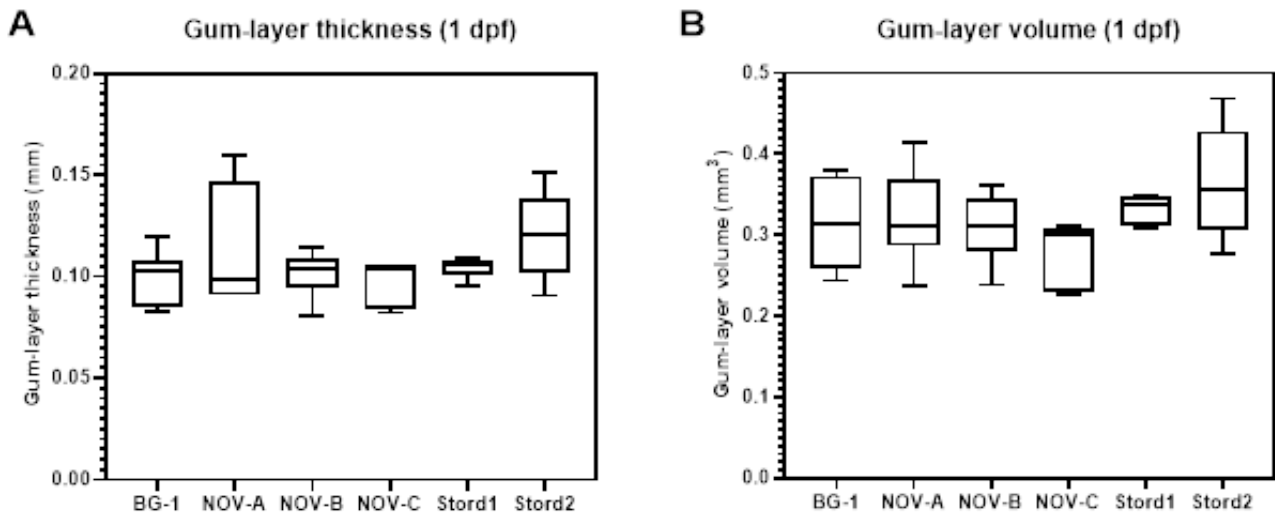 A
Gum-layer thickness (1 dpf)
Gum-layer thickness (mm)
0.20
0.15
0.10
0.05
0.00
BG-1 NOV-A NOV-B NOV-C Stord1 Stord2
B
Gum-layer volume (1 dpf)
Gum-layer volume (mm³)
0.5
0.4
0.3
0.2
0.1
0.0
BG-1 NOV-A NOV-B NOV-C Stord1 Stord2